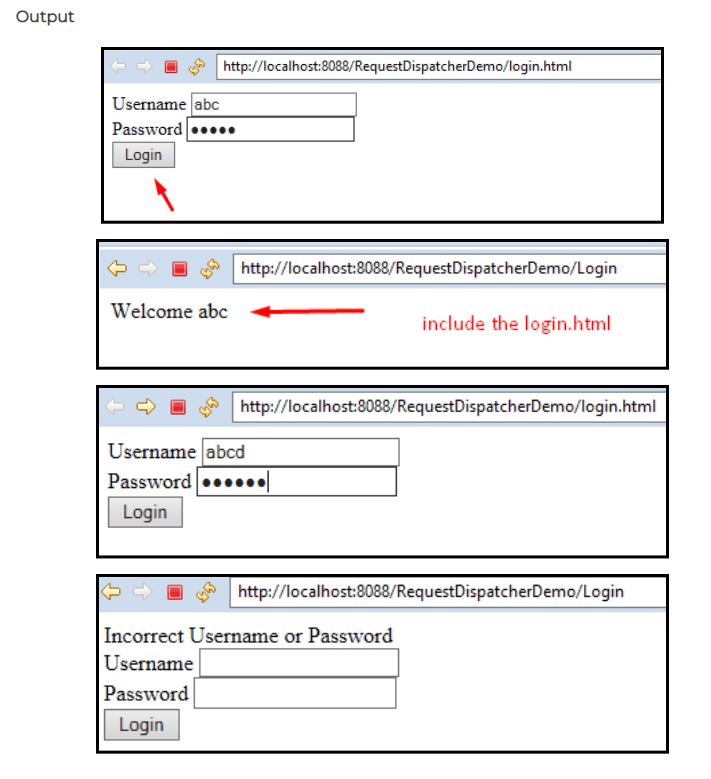 Output
http://localhost:8088/RequestDispatcherDemo/login.html
Username abc
Password •••••
Login
http://localhost:8088/RequestDispatcherDemo/Login
Welcome abc
include the login.html
http://localhost:8088/RequestDispatcherDemo/login.html
Username abcd
Password ••••••
Login
http://localhost:8088/RequestDispatcherDemo/Login
Incorrect Username or Password
Username
Password
Login